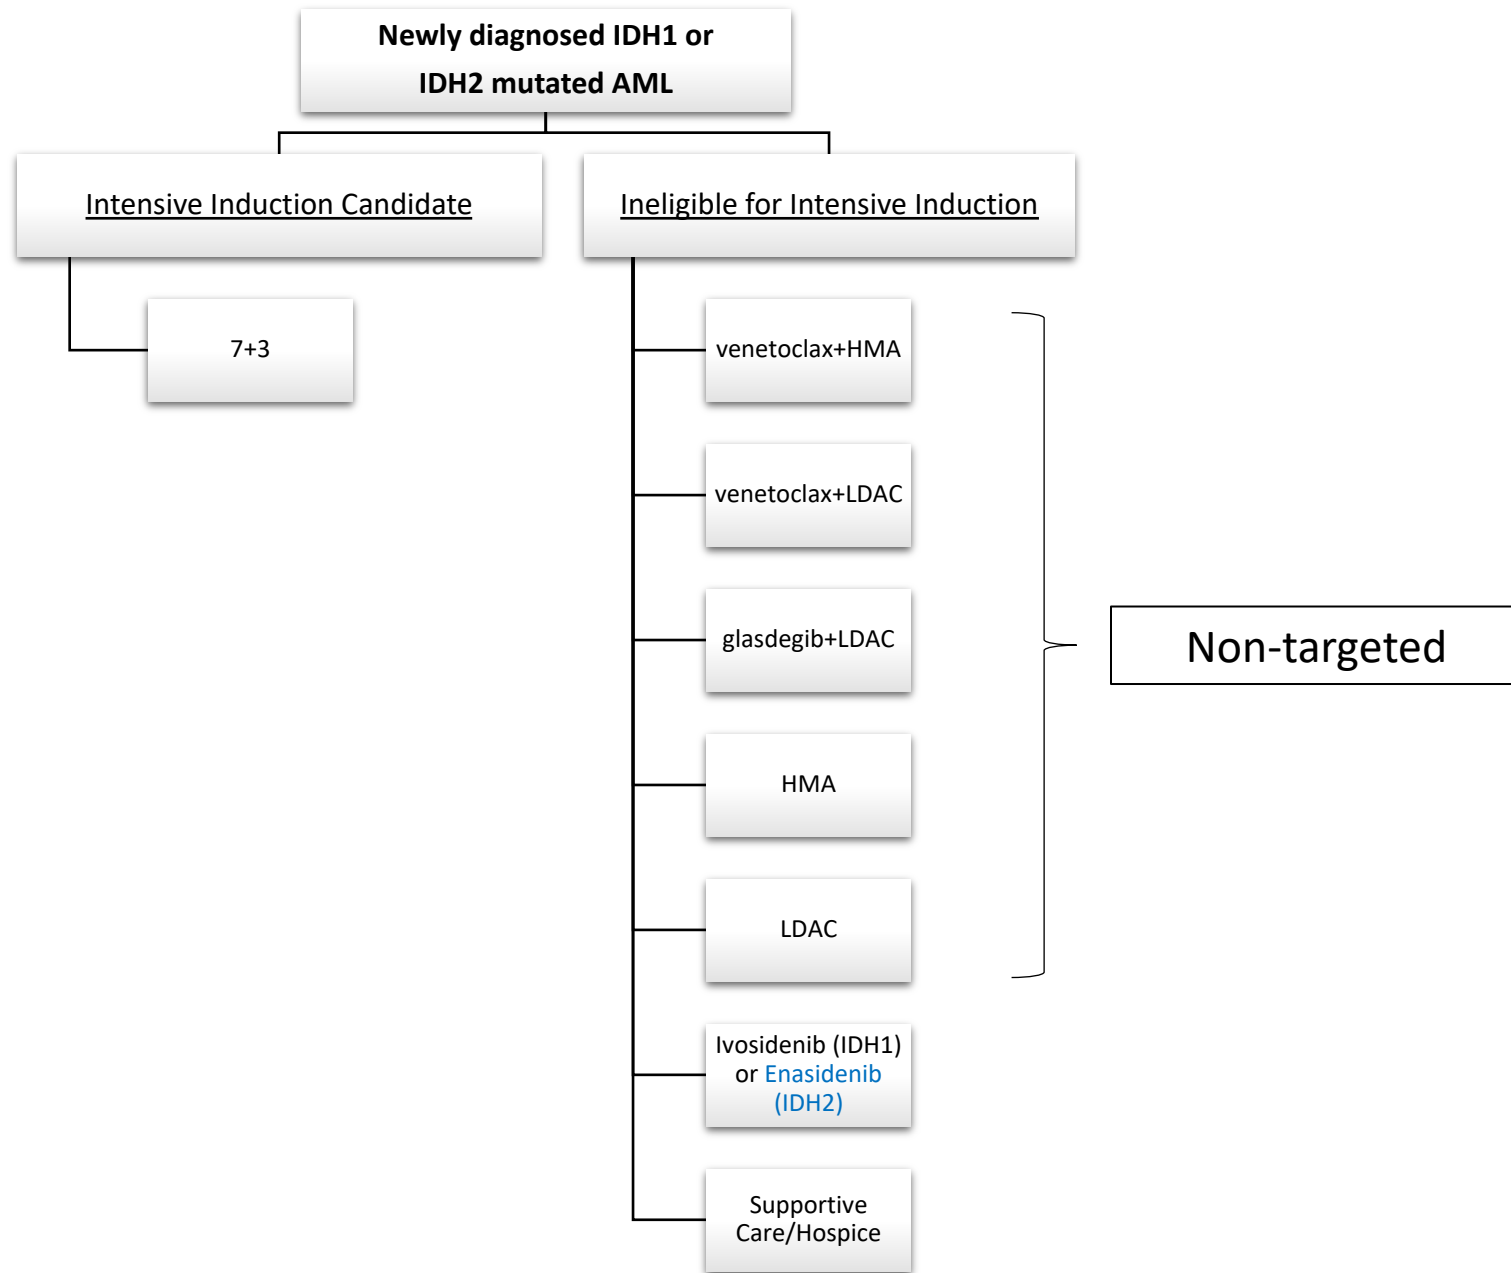 Newly diagnosed IDH1 or
IDH2 mutated AML
Intensive Induction Candidate
Ineligible for Intensive Induction
7+3
venetoclax+HMA
venetoclax+LDAC
glasdegib+LDAC
Non-targeted
HMA
LDAC
Ivosidenib (IDH1)
or Enasidenib
(IDH2)
Supportive
Care/Hospice